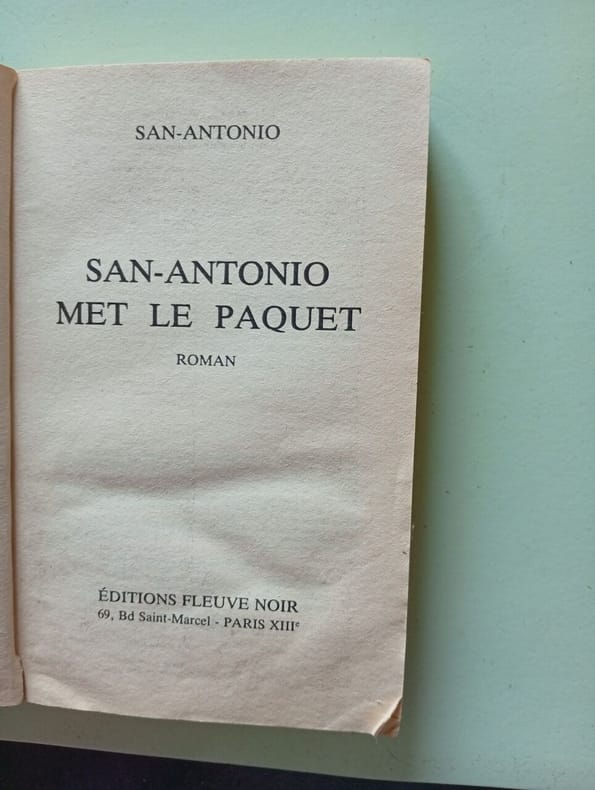 SAN-ANTONIO
SAN-ANTONIO
MET LE PAQUET
ROMAN
ÉDITIONS FLEUVE NOIR
69, Bd Saint-Marcel - PARIS XIIIᵉ